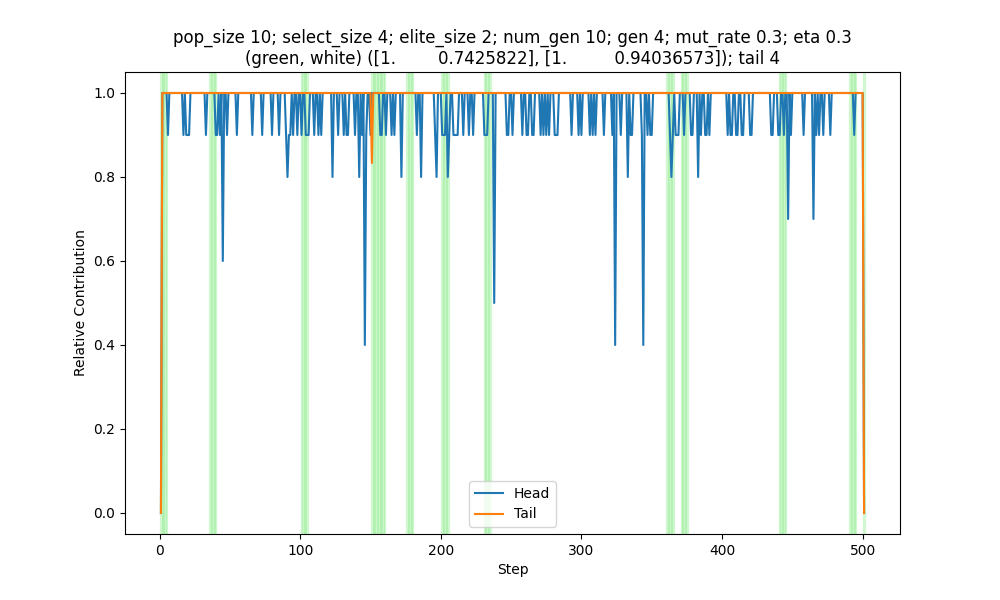 pop_size 10; select_size 4; elite_size 2; num_gen 10; gen 4; mut_rate 0.3; eta 0.3
(green, white) ([1. 0.7425822], [1. 0.94036573]); tail 4
1.0
0.8
0.6
0.4
0.2
0.0
Relative Contribution
Head
Tail
0 100 200 300 400 500
Step